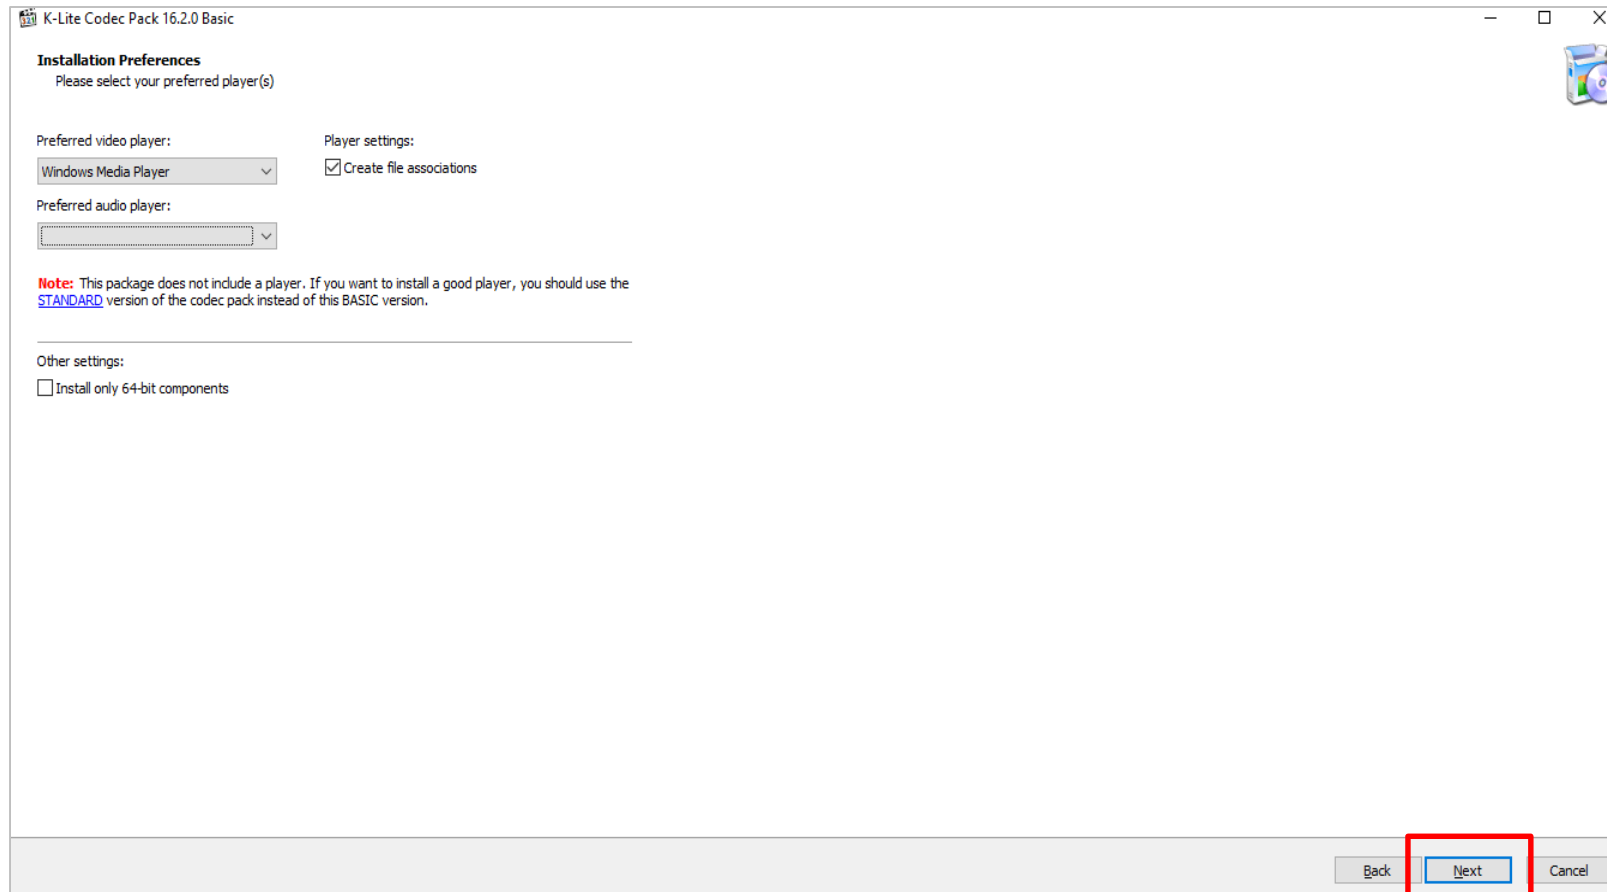 K-Lite Codec Pack 16.2.0 Basic
Installation Preferences
Please select your preferred player(s)
Preferred video player:
Player settings:
Windows Media Player
Create file associations
Preferred audio player:
Note: This package does not include a player. If you want to install a good player, you should use the
STANDARD version of the codec pack instead of this BASIC version.
Other settings:
Install only 64-bit components
Back
Next
Cancel